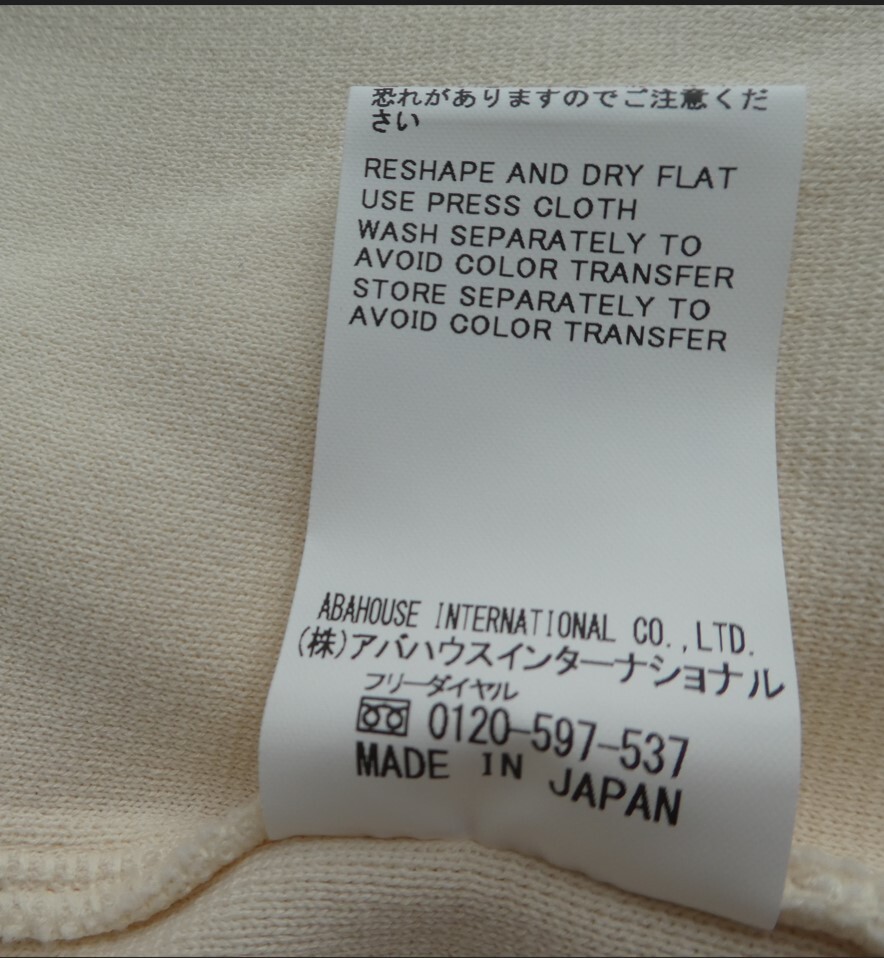 恐れがありますのでご注意くだ
さい
RESHAPE AND DRY FLAT
USE PRESS CLOTH
WASH SEPARATELY TO
AVOID COLOR TRANSFER
STORE SEPARATELY TO
AVOID COLOR TRANSFER
ABAHOUSE INTERNATIONAL CO.,LTD.
(株)アバハウスインターナショナル
フリーダイヤル
0120-597-537
MADE IN JAPAN